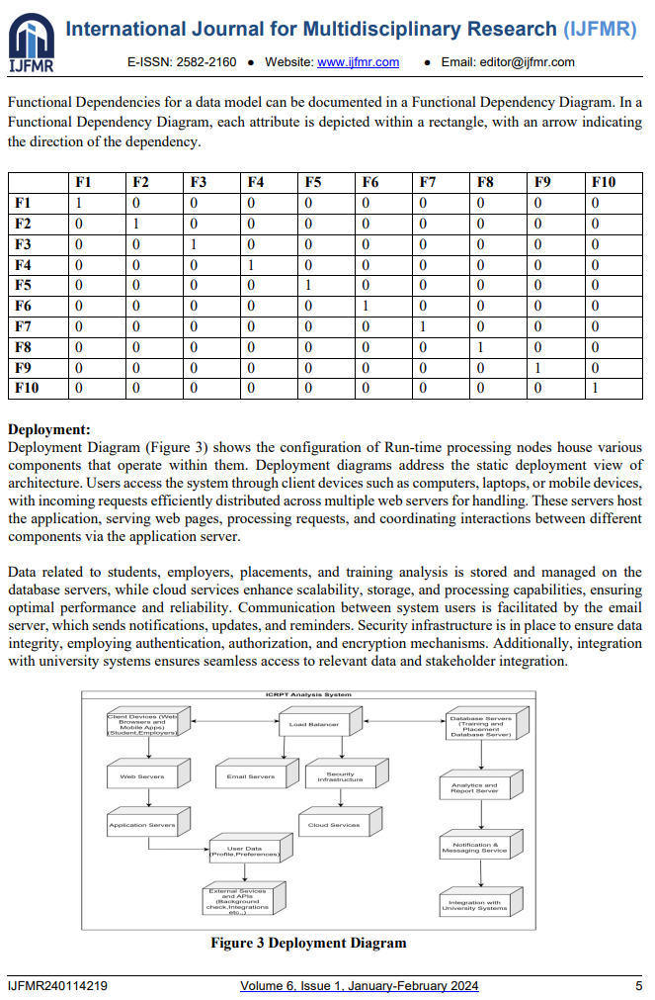 IJFMR
International Journal for Multidisciplinary Research (IJFMR)
E-ISSN: 2582-2160 ● Website: www.ijfmr.com ● Email: editor@ijfmr.com
Functional Dependencies for a data model can be documented in a Functional Dependency Diagram. In a
Functional Dependency Diagram, each attribute is depicted within a rectangle, with an arrow indicating
the direction of the dependency.
F1 F2 F3 F4 F5 F6 F7 F8 F9 F10
F1 1 0 0 0 0 0 0 0 0 0
F2 0 1 0 0 0 0 0 0 0 0
F3 0 0 1 0 0 0 0 0 0 0
F4 0 0 0 1 0 0 0 0 0 0
F5 0 0 0 0 1 0 0 0 0 0
F6 0 0 0 0 0 1 0 0 0 0
F7 0 0 0 0 0 0 1 0 0 0
F8 0 0 0 0 0 0 0 1 0 0
F9 0 0 0 0 0 0 0 0 1 0
F10 0 0 0 0 0 0 0 0 0 1
Deployment:
Deployment Diagram (Figure 3) shows the configuration of Run-time processing nodes house various
components that operate within them. Deployment diagrams address the static deployment view of
architecture. Users access the system through client devices such as computers, laptops, or mobile devices,
with incoming requests efficiently distributed across multiple web servers for handling. These servers host
the application, serving web pages, processing requests, and coordinating interactions between different
components via the application server.
Data related to students, employers, placements, and training analysis is stored and managed on the
database servers, while cloud services enhance scalability, storage, and processing capabilities, ensuring
optimal performance and reliability. Communication between system users is facilitated by the email
server, which sends notifications, updates, and reminders. Security infrastructure is in place to ensure data
integrity, employing authentication, authorization, and encryption mechanisms. Additionally, integration
with university systems ensures seamless access to relevant data and stakeholder integration.
ICRPT Analysis System
Client Devices (Web
Browsers and
Mobile Apps)
(Student,Employers)
Load Balancer
Database Servers
(Training and
Placement
Database Server)
Web Servers
Email Servers
Security
Infrastructure
Analytics and
Report Server
Application Servers
Cloud Services
User Data
(Profile,Preferences)
Notification &
Messaging Service
External Sevices
and APIs
(Background
check,Integrations
etc..)
Integration with
University Systems
Figure 3 Deployment Diagram
IJFMR240114219
Volume 6, Issue 1, January-February 2024
5